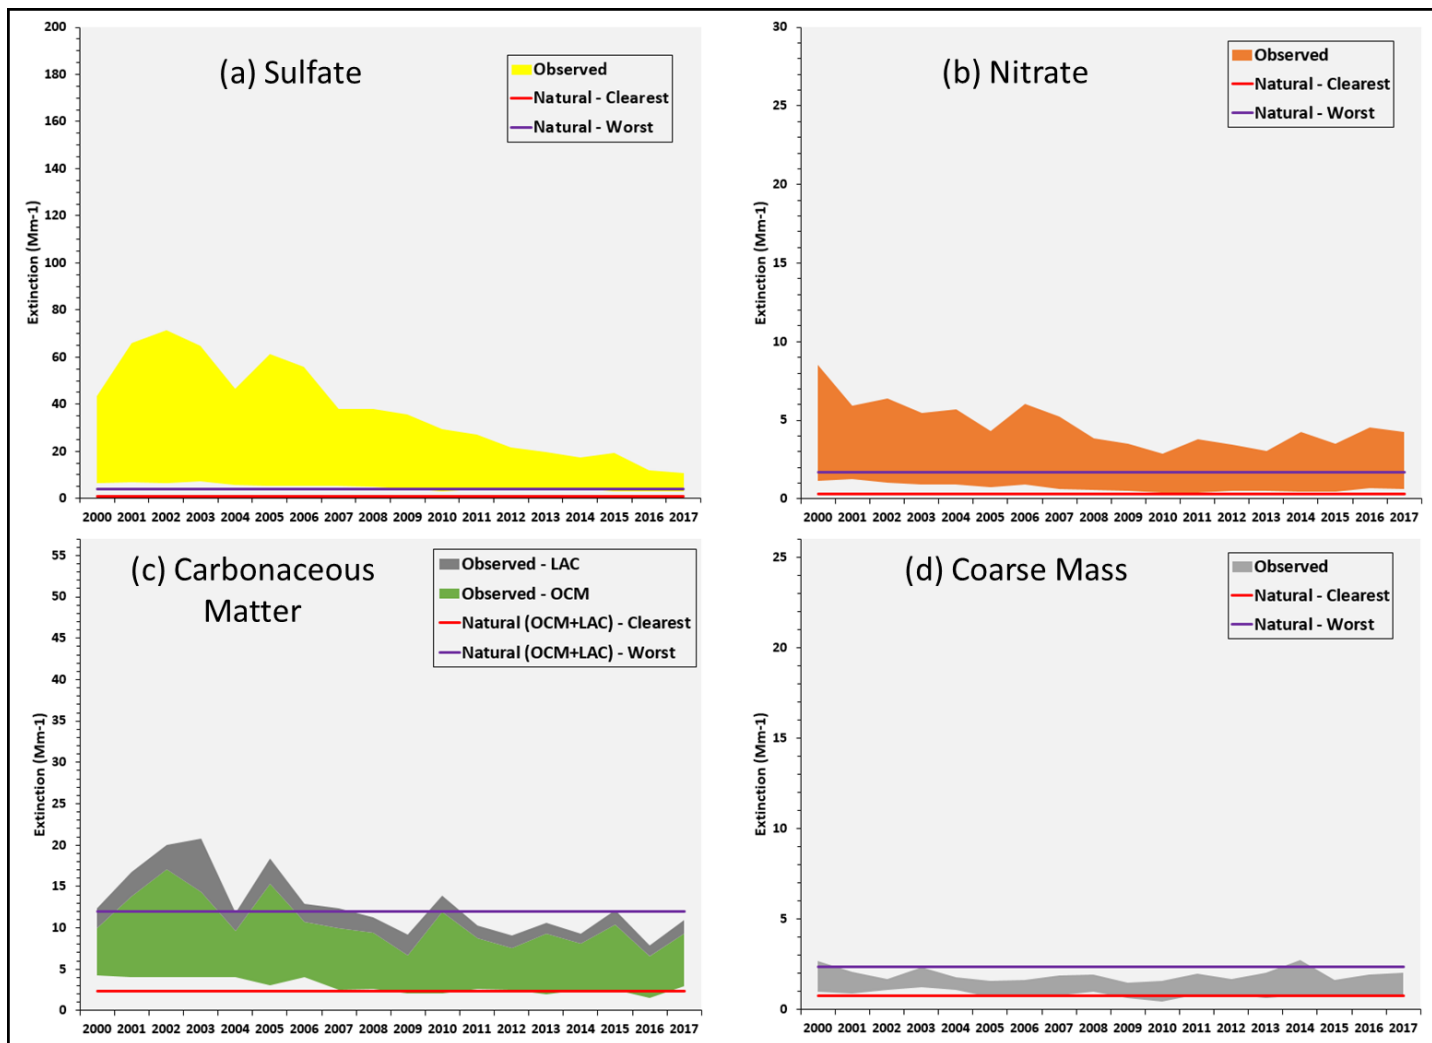 (a) Sulfate
Observed
Natural - Clearest
Natural - Worst
Extinction (Mm-1)
200
180
160
140
120
100
80
60
40
20
0
2000 2001 2002 2003 2004 2005 2006 2007 2008 2009 2010 2011 2012 2013 2014 2015 2016 2017
(b) Nitrate
Observed
Natural - Clearest
Natural - Worst
Extinction (Mm-1)
30
25
20
15
10
5
0
2000 2001 2002 2003 2004 2005 2006 2007 2008 2009 2010 2011 2012 2013 2014 2015 2016 2017
(c) Carbonaceous
Matter
Observed - LAC
Observed - OCM
Natural (OCM+LAC) - Clearest
Natural (OCM+LAC) - Worst
Extinction (Mm-1)
55
50
45
40
35
30
25
20
15
10
5
0
2000 2001 2002 2003 2004 2005 2006 2007 2008 2009 2010 2011 2012 2013 2014 2015 2016 2017
(d) Coarse Mass
Observed
Natural - Clearest
Natural - Worst
Extinction (Mm-1)
25
20
15
10
5
0
2000 2001 2002 2003 2004 2005 2006 2007 2008 2009 2010 2011 2012 2013 2014 2015 2016 2017